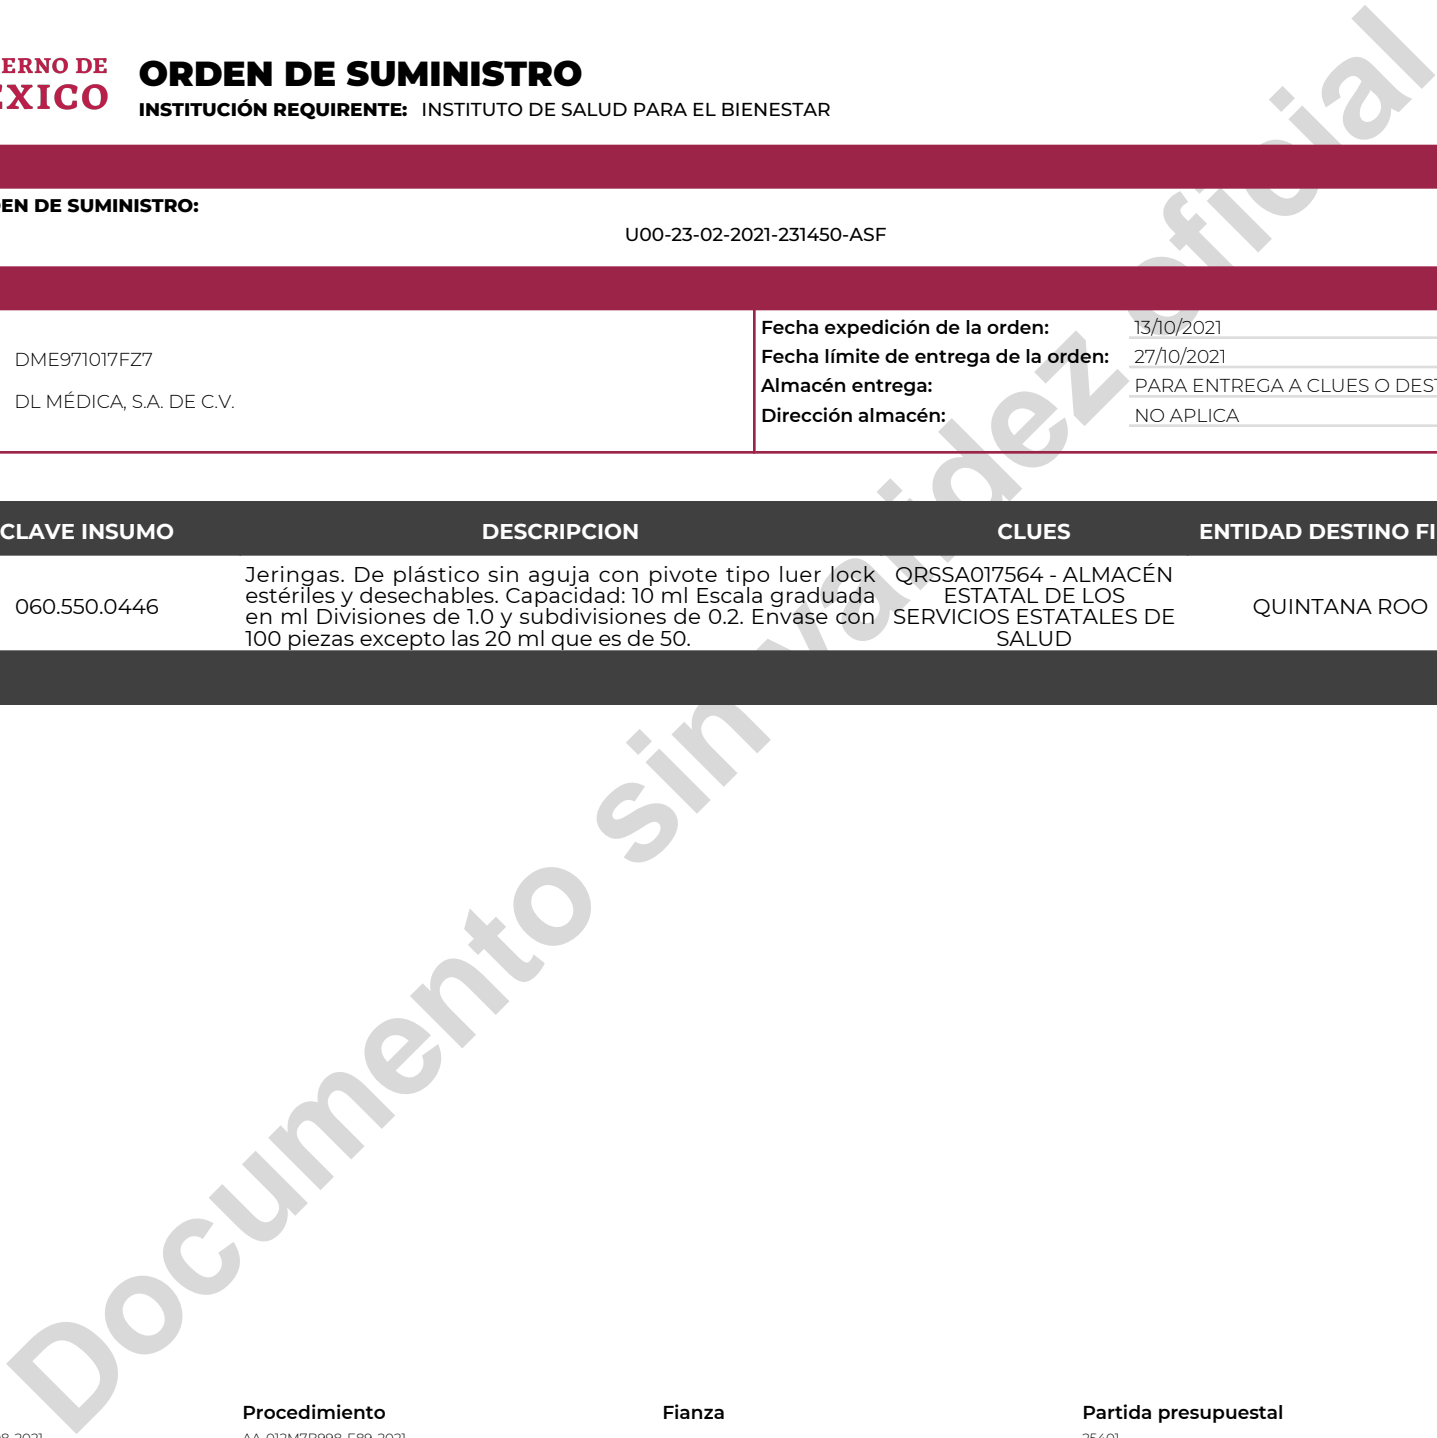 ERNO DE
EXICO
ORDEN DE SUMINISTRO
INSTITUCIÓN REQUIRENTE: INSTITUTO DE SALUD PARA EL BIENESTAR
EN DE SUMINISTRO:
U00-23-02-2021-231450-ASF
DME971017FZ7
DL MÉDICA, S.A. DE C.V.
Fecha expedición de la orden: 13/10/2021
Fecha límite de entrega de la orden: 27/10/2021
Almacén entrega: PARA ENTREGA A CLUES O DEST
Dirección almacén: NO APLICA
CLAVE INSUMO DESCRIPCION CLUES ENTIDAD DESTINO FI
060.550.0446
Jeringas. De plástico sin aguja con pivote tipo luer lock
estériles y desechables. Capacidad: 10 ml Escala graduada
en ml Divisiones de 1.0 y subdivisiones de 0.2. Envase con
100 piezas excepto las 20 ml que es de 50.
QRSSA017564 - ALMACÉN
ESTATAL DE LOS
SERVICIOS ESTATALES DE
SALUD
QUINTANA ROO
Documento sin validez oficial
Procedimiento Fianza Partida presupuestal